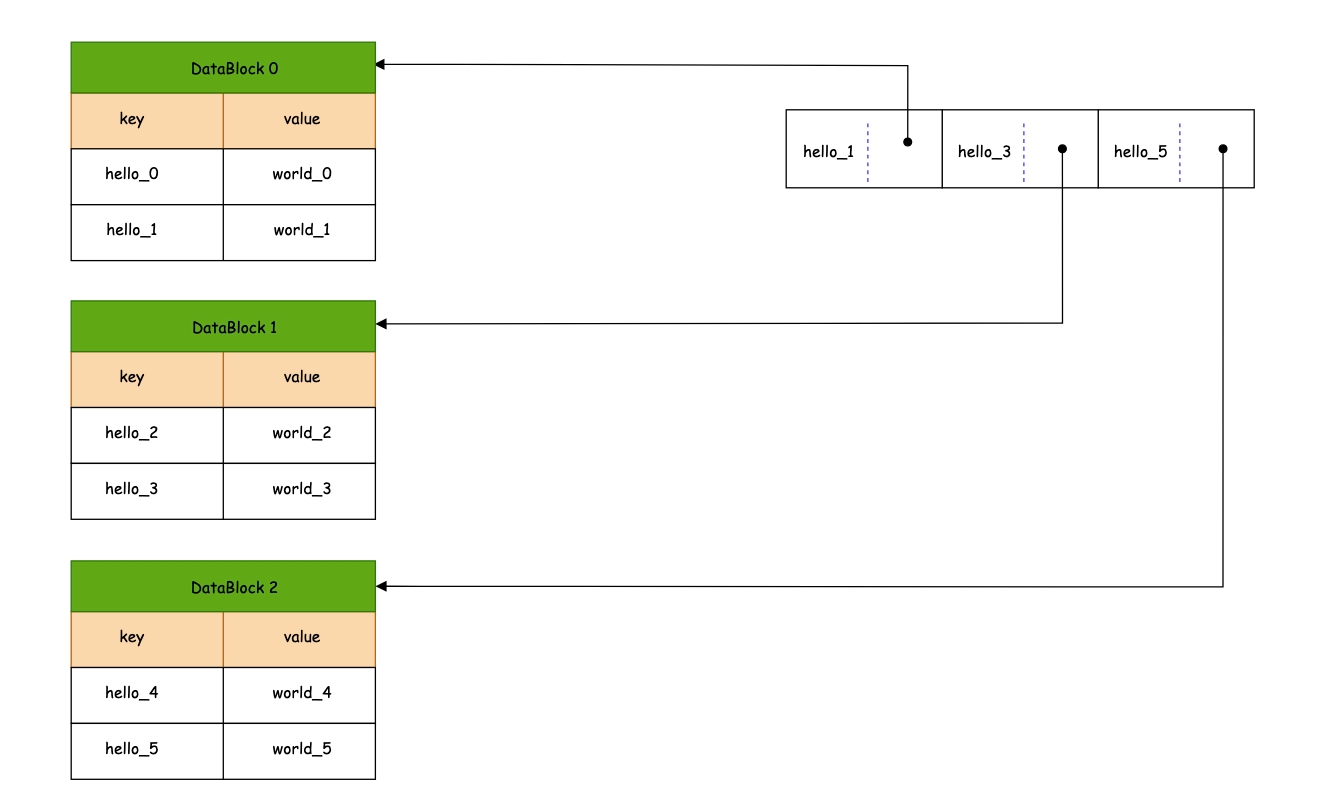 DataBlock 0
key value
hello_0 world_0
hello_1 world_1
hello_1 hello_3 hello_5
DataBlock 1
key value
hello_2 world_2
hello_3 world_3
DataBlock 2
key value
hello_4 world_4
hello_5 world_5